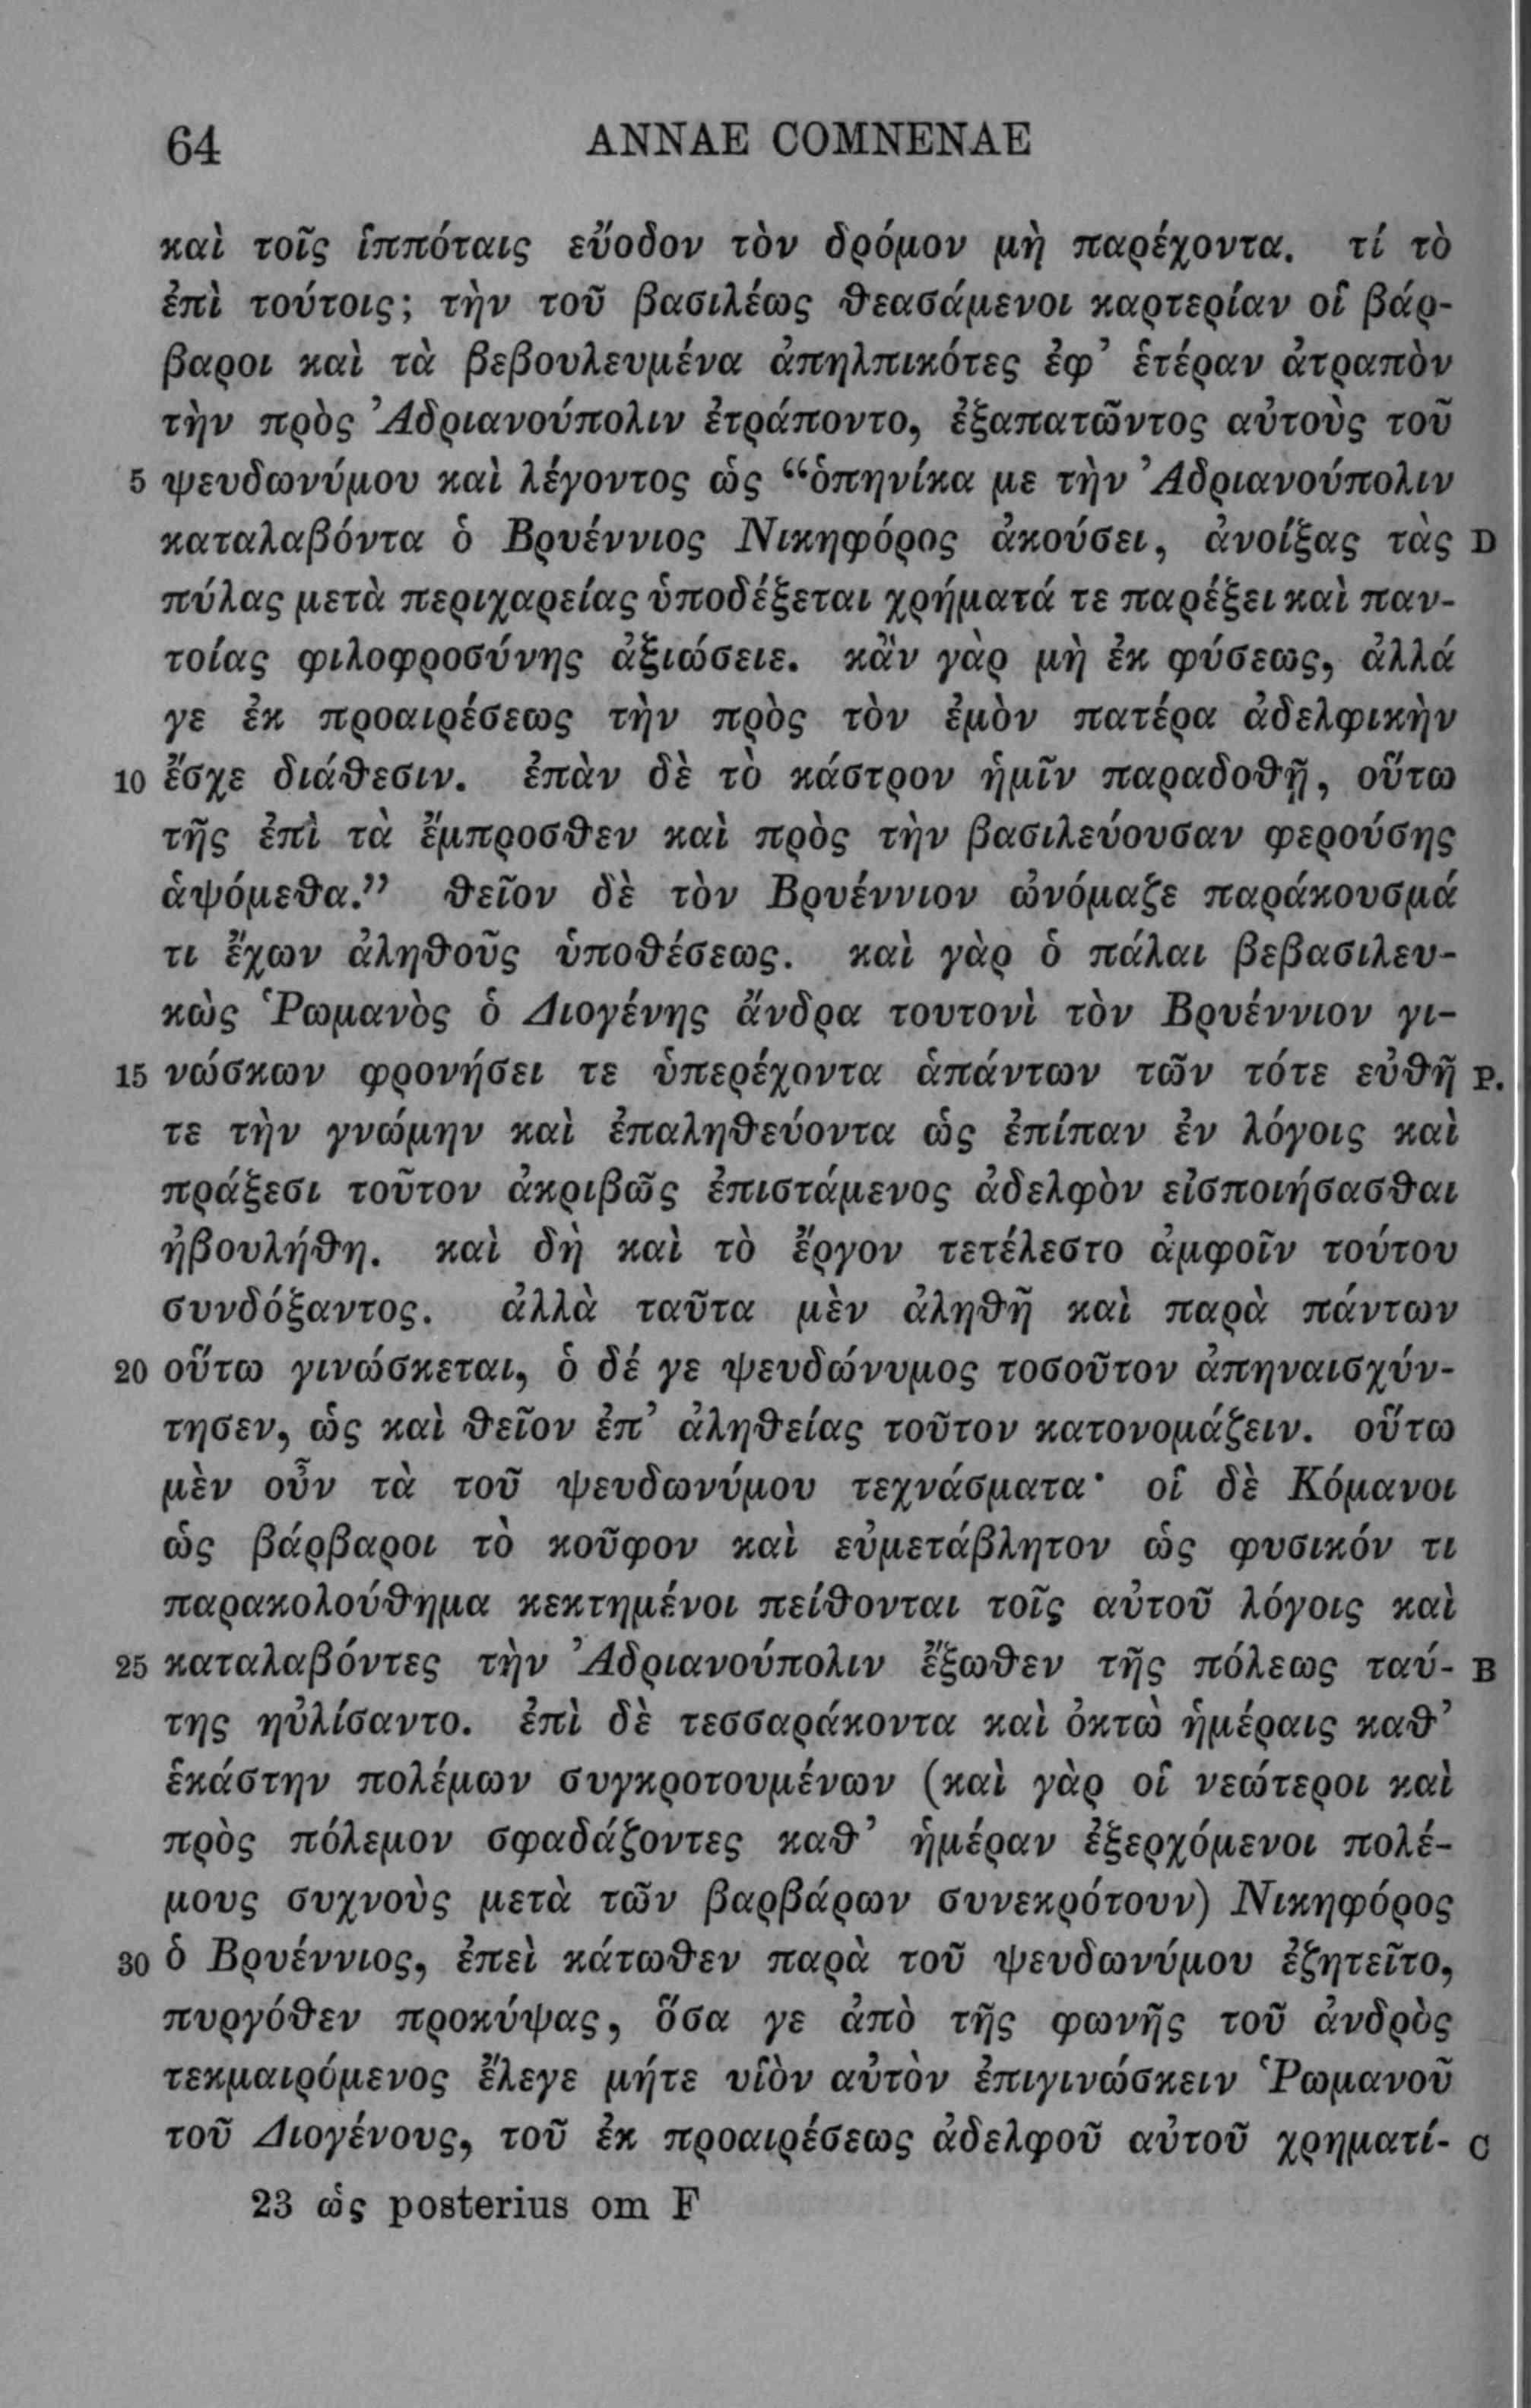 64 ANNAE COMNENAE
καὶ τοῖς ἱππόταις εὔοδον τὸν δρόμον μὴ παρέχοντα. τί τὸ
ἐπὶ τούτοις; τὴν τοῦ βασιλέως θεασάμενοι καρτερίαν οἱ βάρ-
βαροι καὶ τὰ βεβουλευμένα ἀπηλπικότες ἐφ’ ἑτέραν ἀτραπὸν
τὴν πρὸς Ἀδριανούπολιν ἐτράποντο, ἐξαπατῶντος αὐτοὺς τοῦ
5 ψευδωνύμου καὶ λέγοντος ὡς “ὁπηνίκα με τὴν Ἀδριανούπολιν
καταλαβόντα ὁ Βρυέννιος Νικηφόρος ἀκούσει, ἀνοίξας τὰς D
πύλας μετὰ περιχαρείας ὑποδέξεται χρήματά τε παρέξει καὶ παν-
τοίας φιλοφροσύνης ἀξιώσειε. κἂν γὰρ μὴ ἐκ φύσεως, ἀλλά
γε ἐκ προαιρέσεως τὴν πρὸς τὸν ἐμὸν πατέρα ἀδελφικὴν
10 ἔσχε διάθεσιν. ἐπὰν δὲ τὸ κάστρον ἡμῖν παραδοθῇ, οὕτω
τῆς ἐπὶ τὰ ἔμπροσθεν καὶ πρὸς τὴν βασιλεύουσαν φερούσης
ἁψόμεθα.” θεῖον δὲ τὸν Βρυέννιον ὠνόμαζε παράκουσμά
τι ἔχων ἀληθοῦς ὑποθέσεως. καὶ γὰρ ὁ πάλαι βεβασιλευ-
κὼς Ῥωμανὸς ὁ Διογένης ἄνδρα τουτονὶ τὸν Βρυέννιον γι-
15 νώσκων φρονήσει τε ὑπερέχοντα ἁπάντων τῶν τότε εὐθῆ P.
τε τὴν γνώμην καὶ ἐπαληθεύοντα ὡς ἐπίπαν ἐν λόγοις καὶ
πράξεσι τοῦτον ἀκριβῶς ἐπιστάμενος ἀδελφὸν εἰσποιήσασθαι
ἠβουλήθη. καὶ δὴ καὶ τὸ ἔργον τετέλεστο ἀμφοῖν τούτου
συνδόξαντος. ἀλλὰ ταῦτα μὲν ἀληθῆ καὶ παρὰ πάντων
20 οὕτω γινώσκεται, ὁ δέ γε ψευδώνυμος τοσοῦτον ἀπηναισχύν-
τησεν, ὡς καὶ θεῖον ἐπ’ ἀληθείας τοῦτον κατονομάζειν. οὕτω
μὲν οὖν τὰ τοῦ ψευδωνύμου τεχνάσματα· οἱ δὲ Κόμανοι
ὡς βάρβαροι τὸ κοῦφον καὶ εὐμετάβλητον ὡς φυσικόν τι
παρακολούθημα κεκτημένοι πείθονται τοῖς αὐτοῦ λόγοις καὶ
25 καταλαβόντες τὴν Ἀδριανούπολιν ἔξωθεν τῆς πόλεως ταύ- B
της ηὐλίσαντο. ἐπὶ δὲ τεσσαράκοντα καὶ ὀκτὼ ἡμέραις καθ’
ἑκάστην πολέμων συγκροτουμένων (καὶ γὰρ οἱ νεώτεροι καὶ
πρὸς πόλεμον σφαδάζοντες καθ’ ἡμέραν ἐξερχόμενοι πολέ-
μους συχνοὺς μετὰ τῶν βαρβάρων συνεκρότουν) Νικηφόρος
30 ὁ Βρυέννιος, ἐπεὶ κάτωθεν παρὰ τοῦ ψευδωνύμου ἐζητεῖτο,
πυργόθεν προκύψας, ὅσα γε ἀπὸ τῆς φωνῆς τοῦ ἀνδρὸς
τεκμαιρόμενος ἔλεγε μήτε υἱὸν αὐτὸν ἐπιγινώσκειν Ῥωμανοῦ
τοῦ Διογένους, τοῦ ἐκ προαιρέσεως ἀδελφοῦ αὐτοῦ χρηματί- C
23 ὡς posterius om F